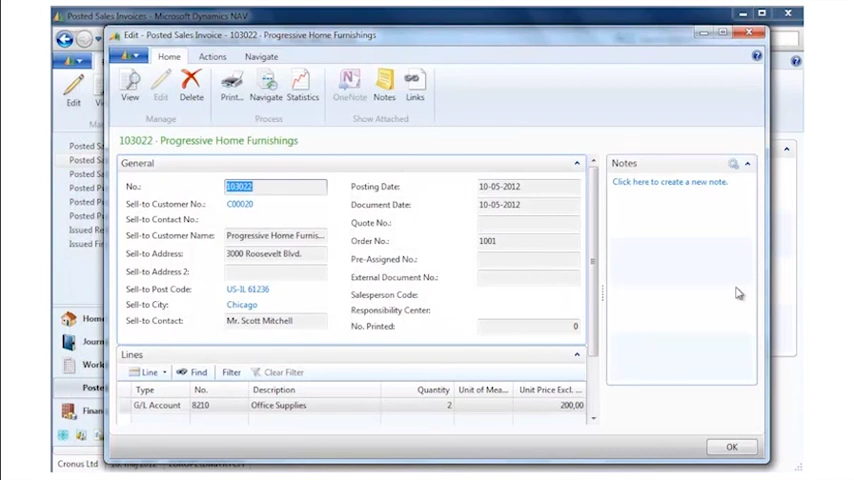 Posted Sales Invoices - Microsoft Dynamics NAV
Edit - Posted Sales Invoice - 103022 - Progressive Home Furnishings
Home Actions Navigate
Edit
View Edit Delete Print... Navigate Statistics OneNote Notes Links
Manage Process Show Attached
103022 · Progressive Home Furnishings
General
No.: 103022
Sell-to Customer No.: C00020
Sell-to Contact No.:
Sell-to Customer Name: Progressive Home Furnis...
Sell-to Address: 3000 Roosevelt Blvd.
Sell-to Address 2:
Sell-to Post Code: US-IL 61236
Sell-to City: Chicago
Sell-to Contact: Mr. Scott Mitchell
Posting Date: 10-05-2012
Document Date: 10-05-2012
Quote No.:
Order No.: 1001
Pre-Assigned No.:
External Document No.:
Salesperson Code:
Responsibility Center:
No. Printed: 0
Notes
Click here to create a new note.
Lines
Line Find Filter Clear Filter
Type No. Description Quantity Unit of Mea... Unit Price Excl. ...
G/L Account 8210 Office Supplies 2 200,00
OK
Posted S
Posted Se
Posted S
Posted C
Posted P
Posted P
Issued Re
Issued Fi
Home
Journ
Work
Poste
Finan
Cronus Ltd